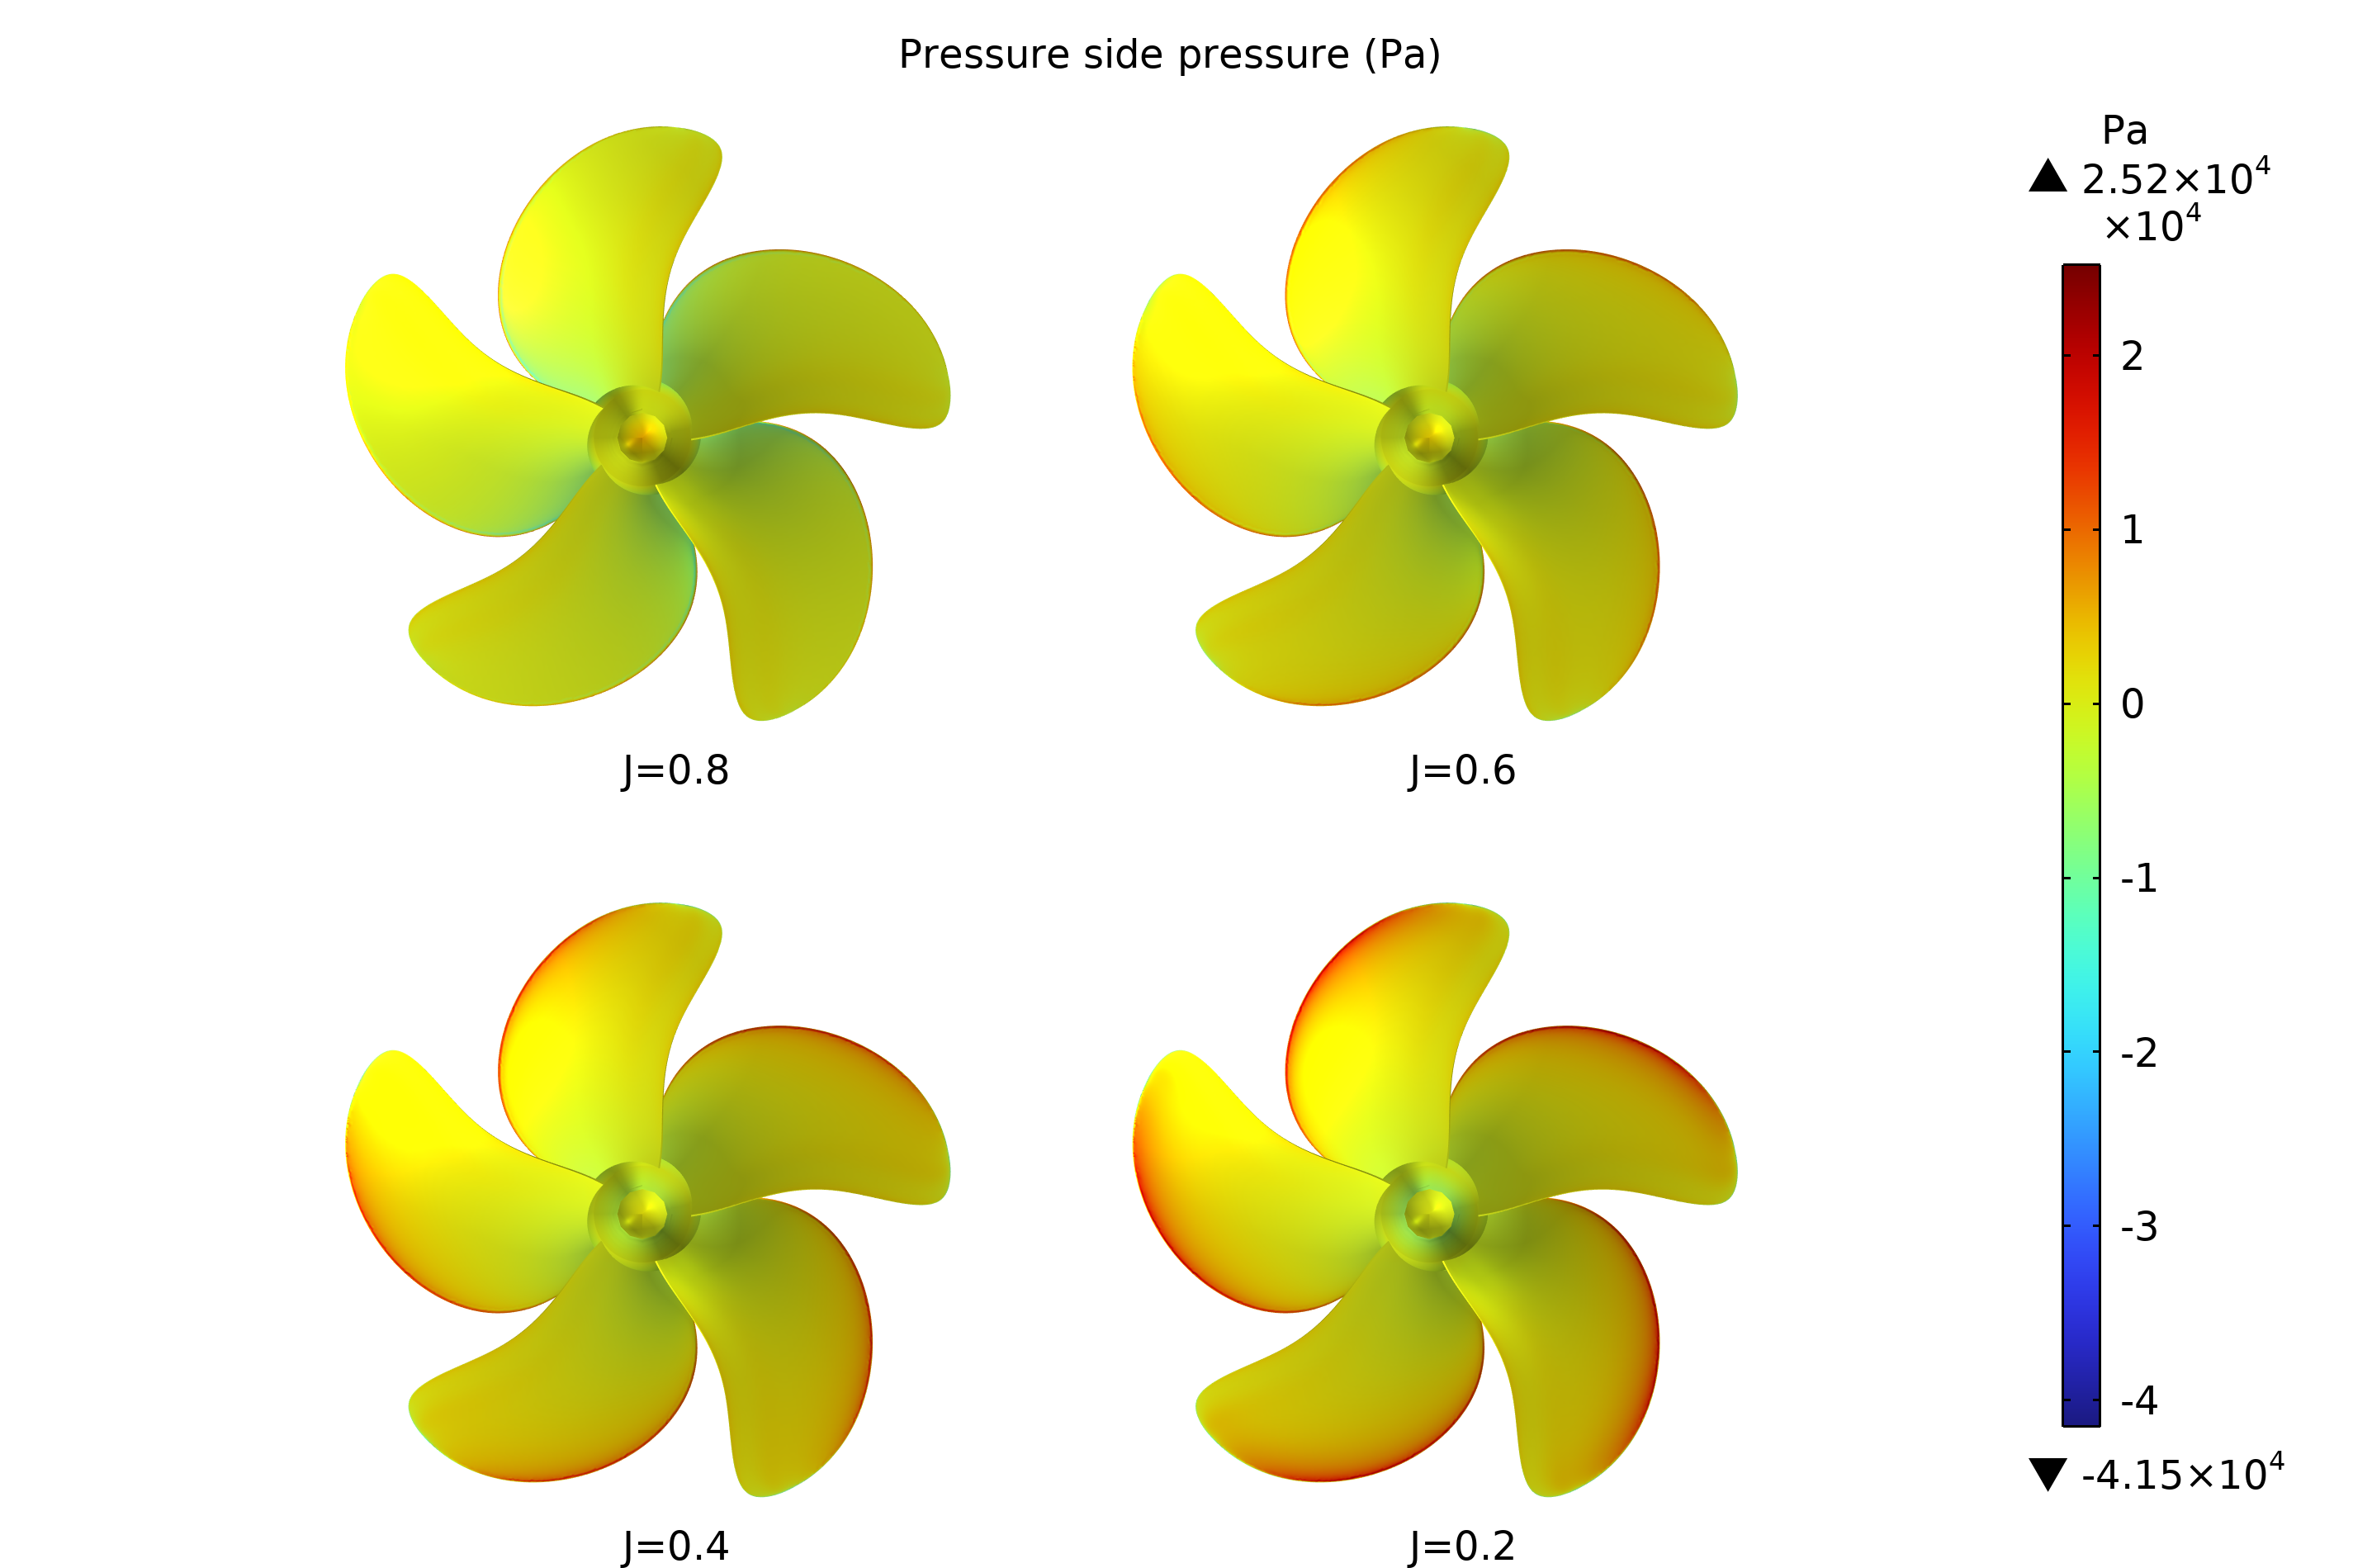 Pressure side pressure (Pa)
Pa
▲ 2.52×10⁴
×10⁴
2
1
0
-1
-2
-3
-4
▼ -4.15×10⁴
J=0.8
J=0.6
J=0.4
J=0.2